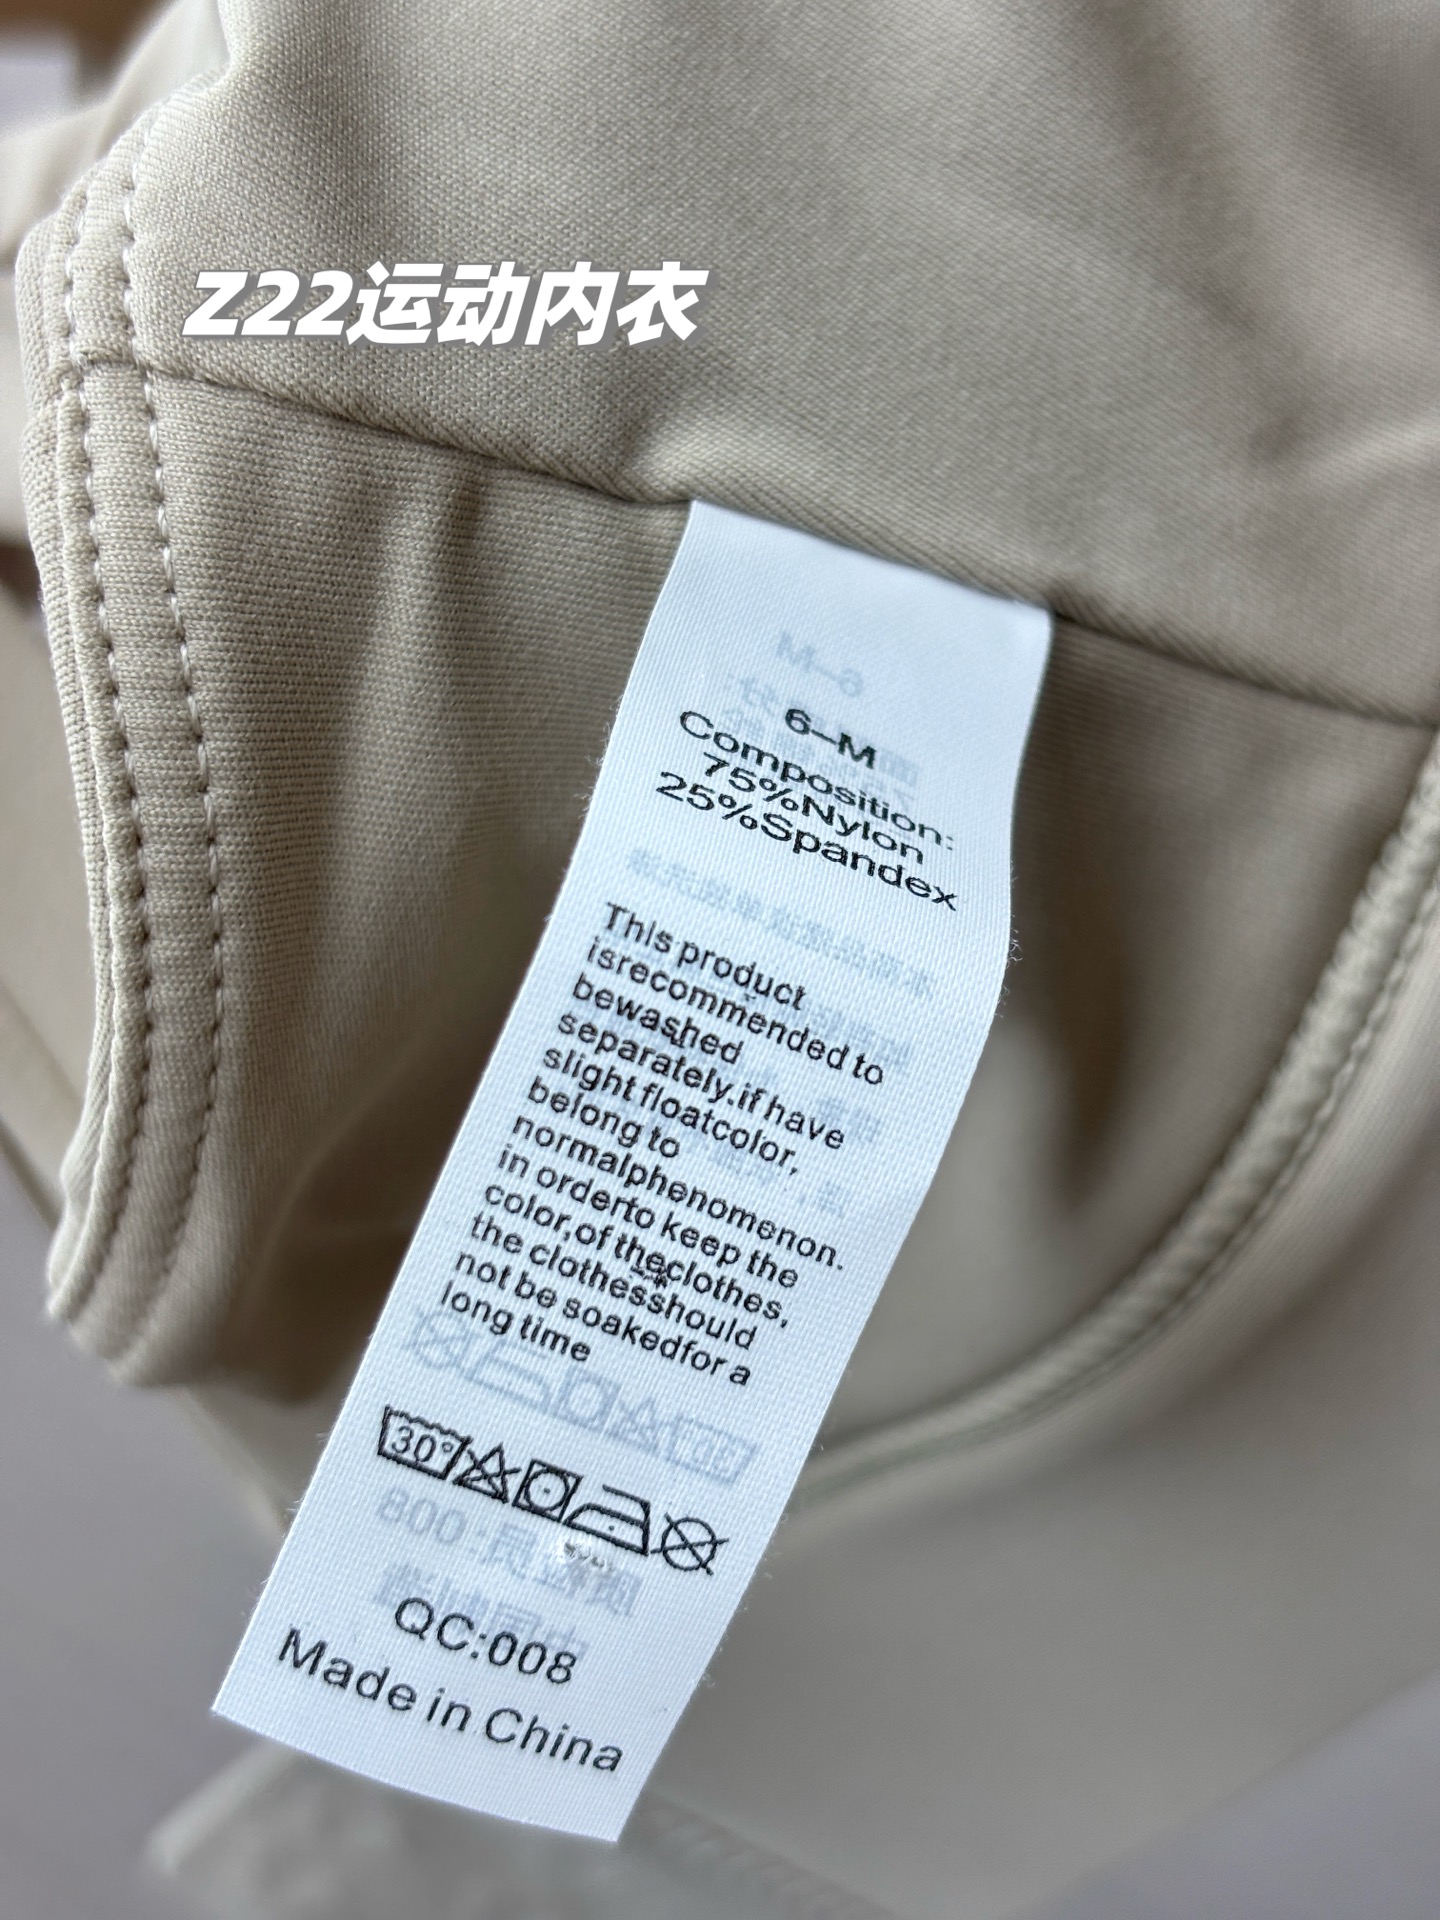 Z22运动内衣
6-M
Composition:
75%Nylon
25%Spandex
This product
isrecommended to
bewashed
separately.if have
slight floatcolor,
belong to
normalphenomenon.
in orderto keep the
color,of theclothes,
the clothesshould
not be soakedfor a
long time
30°
QC:008
Made in China